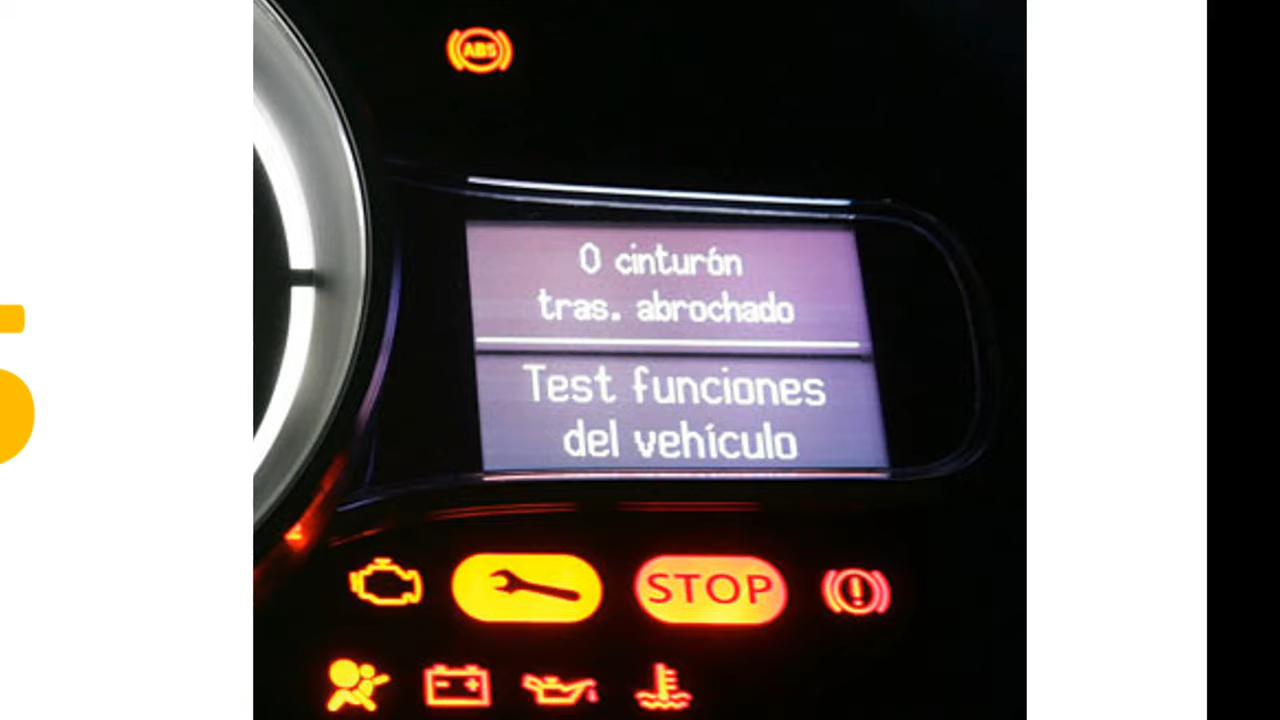 ABS
0 cinturón
tras. abrochado
Test funciones
del vehículo
STOP